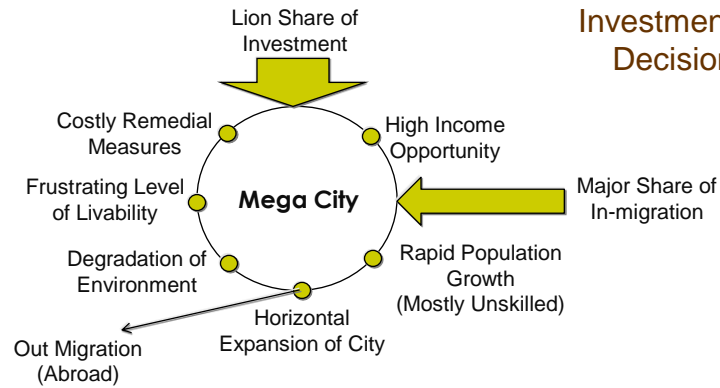 Lion Share of
Investment
Investmen
Decision
Costly Remedial
Measures
High Income
Opportunity
Frustrating Level
of Livability
Mega City
Major Share of
In-migration
Degradation of
Environment
Rapid Population
Growth
(Mostly Unskilled)
Horizontal
Expansion of City
Out Migration
(Abroad)